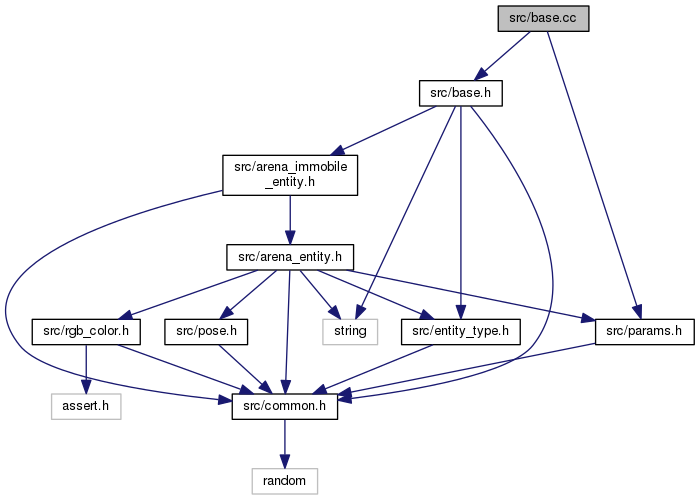 src/base.cc
src/base.h
src/arena_immobile
_entity.h
src/arena_entity.h
src/rgb_color.h
src/pose.h
string
src/entity_type.h
src/params.h
assert.h
src/common.h
random